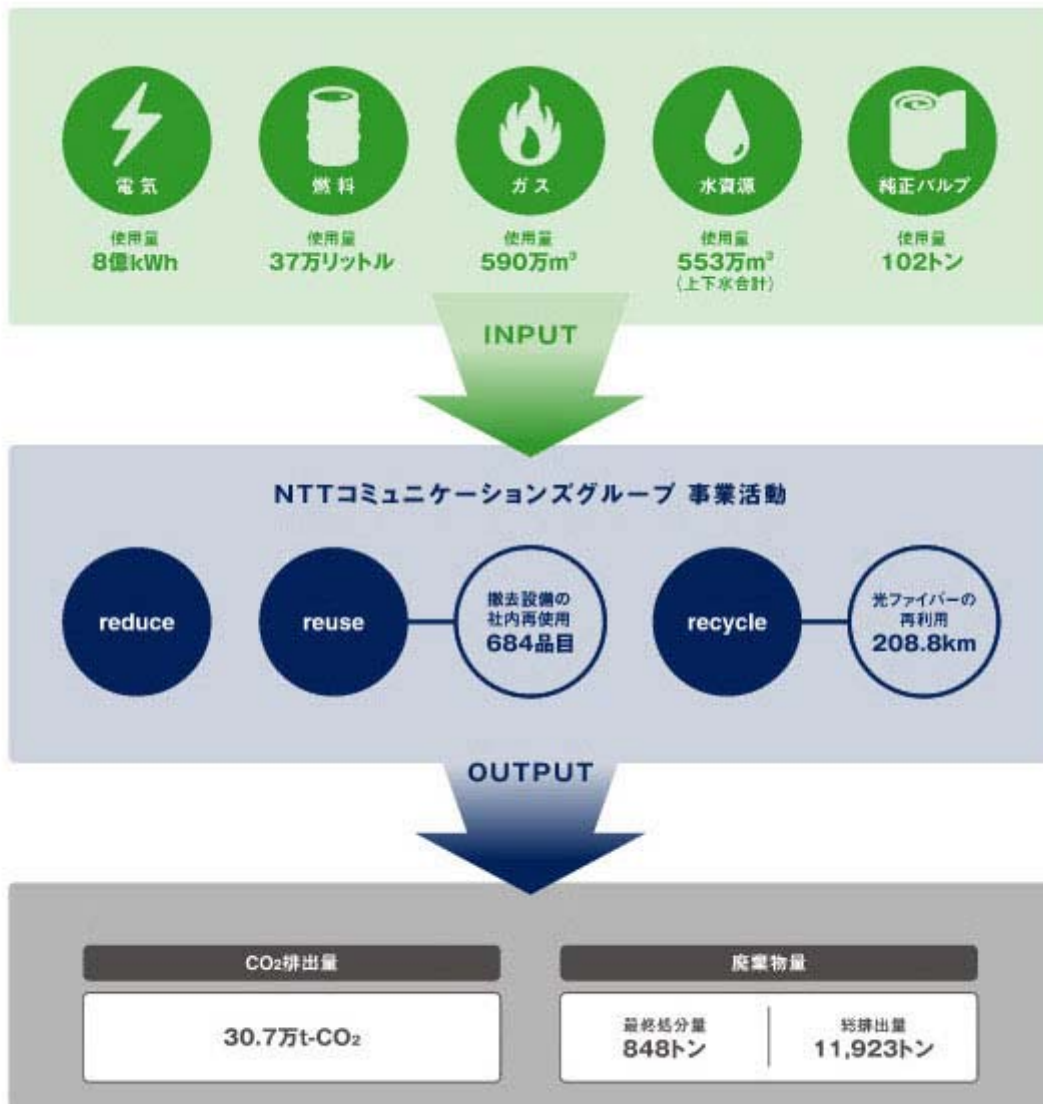 電気
燃料
ガス
水資源
純正パルプ
使用量
8億kWh
使用量
37万リットル
使用量
590万m³
使用量
553万m³
(上下水合計)
使用量
102トン
INPUT
NTTコミュニケーションズグループ 事業活動
reduce
reuse
撤去設備の
社内再使用
684品目
recycle
光ファイバーの
再利用
208.8km
OUTPUT
CO₂排出量
30.7万t-CO₂
廃棄物量
最終処分量
848トン
総排出量
11,923トン